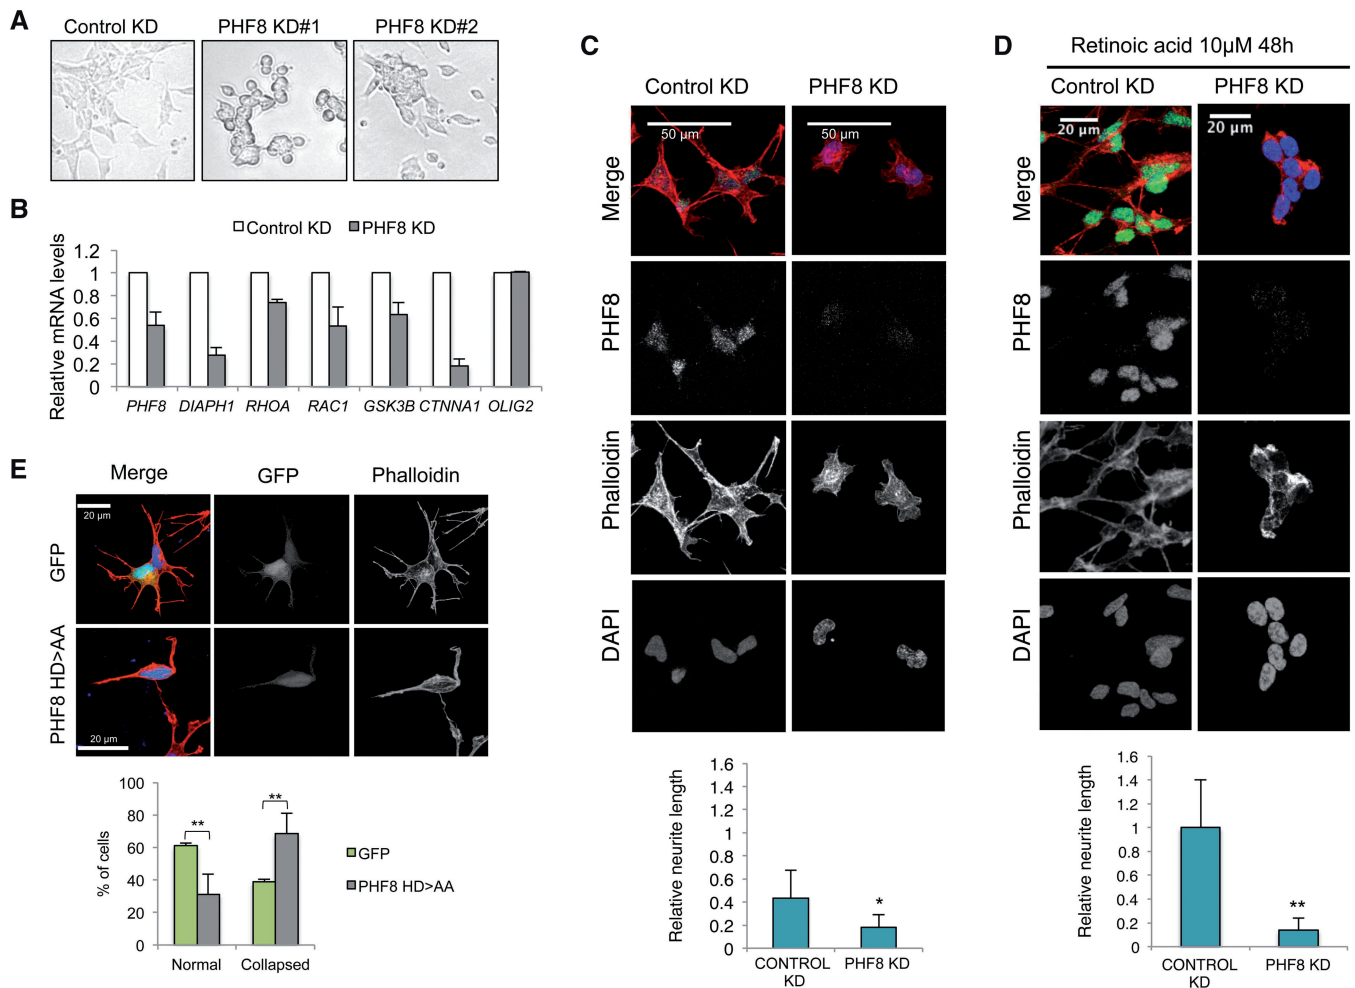 A
Control KD
PHF8 KD#1
PHF8 KD#2
B
Control KD
PHF8 KD
Relative mRNA levels
1.2
1
0.8
0.6
0.4
0.2
0
PHF8
DIAPH1
RHOA
RAC1
GSK3B
CTNNA1
OLIG2
C
Control KD
PHF8 KD
Merge
50 µm
50 µm
PHF8
Phalloidin
DAPI
Relative neurite length
1.6
1.4
1.2
1
0.8
0.6
0.4
0.2
0
*
CONTROL
KD
PHF8 KD
D
Retinoic acid 10µM 48h
Control KD
PHF8 KD
Merge
20 µm
20 µm
PHF8
Phalloidin
DAPI
Relative neurite length
1.6
1.4
1.2
1
0.8
0.6
0.4
0.2
0
**
CONTROL
KD
PHF8 KD
E
Merge
GFP
Phalloidin
GFP
20 µm
PHF8 HD>AA
20 µm
% of cells
100
80
60
40
20
0
**
**
Normal
Collapsed
GFP
PHF8 HD>AA